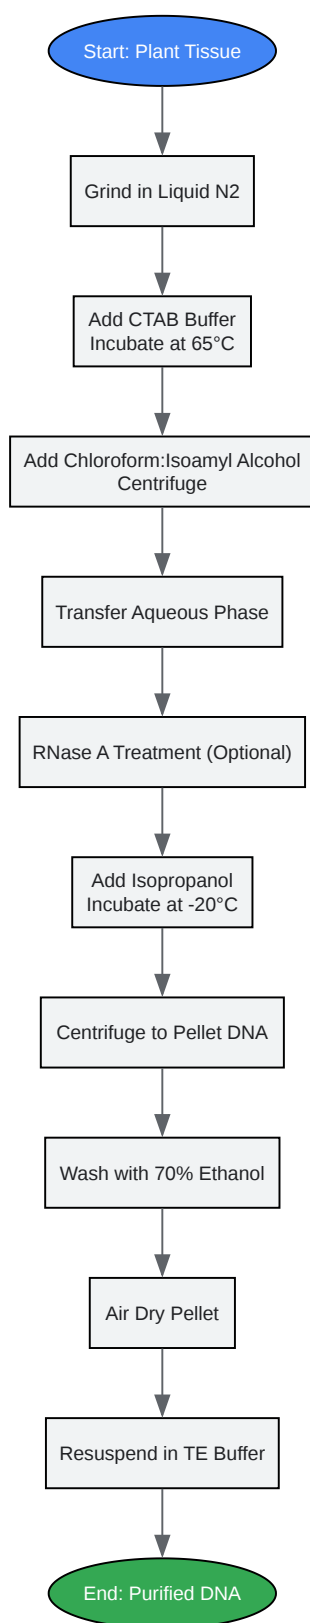 Start: Plant Tissue
Grind in Liquid N2
Add CTAB Buffer
Incubate at 65°C
Add Chloroform:Isoamyl Alcohol
Centrifuge
Transfer Aqueous Phase
RNase A Treatment (Optional)
Add Isopropanol
Incubate at -20°C
Centrifuge to Pellet DNA
Wash with 70% Ethanol
Air Dry Pellet
Resuspend in TE Buffer
End: Purified DNA